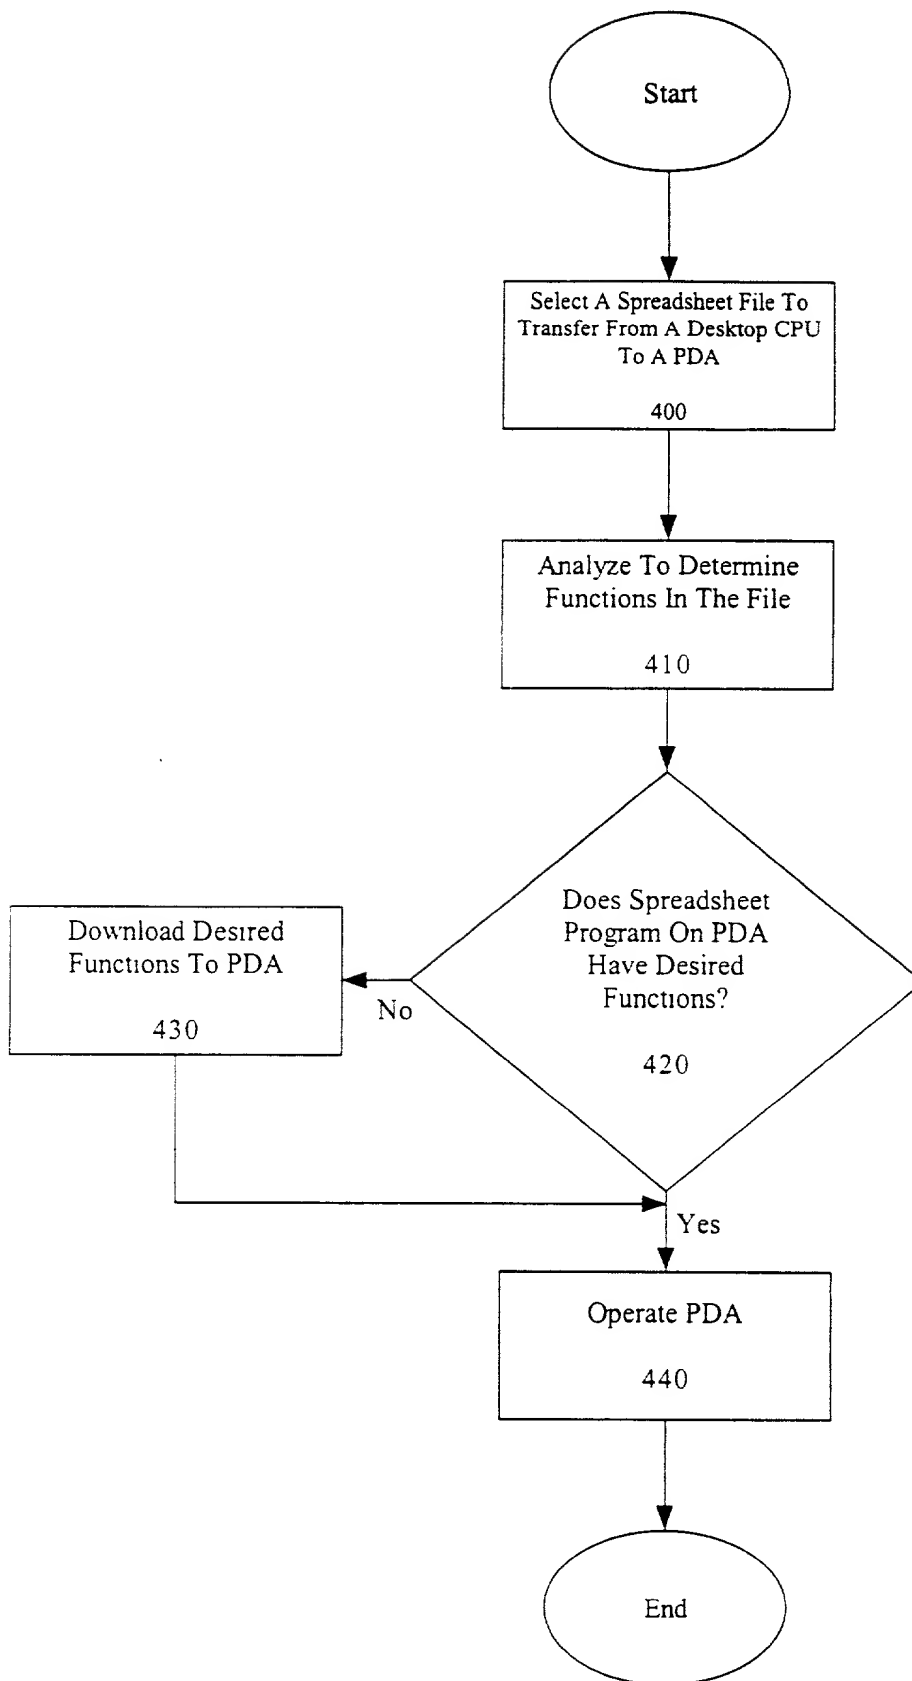 Start
Select A Spreadsheet File To
Transfer From A Desktop CPU
To A PDA
400
Analyze To Determine
Functions In The File
410
Does Spreadsheet
Program On PDA
Have Desired
Functions?
420
No
Download Desired
Functions To PDA
430
Yes
Operate PDA
440
End